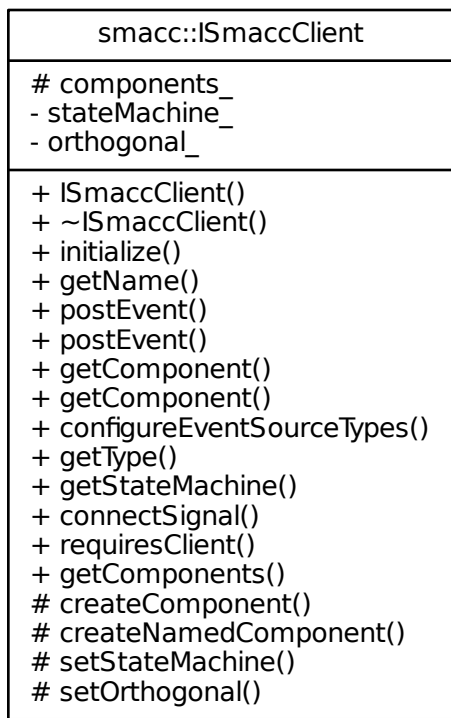 smacc::ISmaccClient
# components_
- stateMachine_
- orthogonal_
+ ISmaccClient()
+ ~ISmaccClient()
+ initialize()
+ getName()
+ postEvent()
+ postEvent()
+ getComponent()
+ getComponent()
+ configureEventSourceTypes()
+ getType()
+ getStateMachine()
+ connectSignal()
+ requiresClient()
+ getComponents()
# createComponent()
# createNamedComponent()
# setStateMachine()
# setOrthogonal()